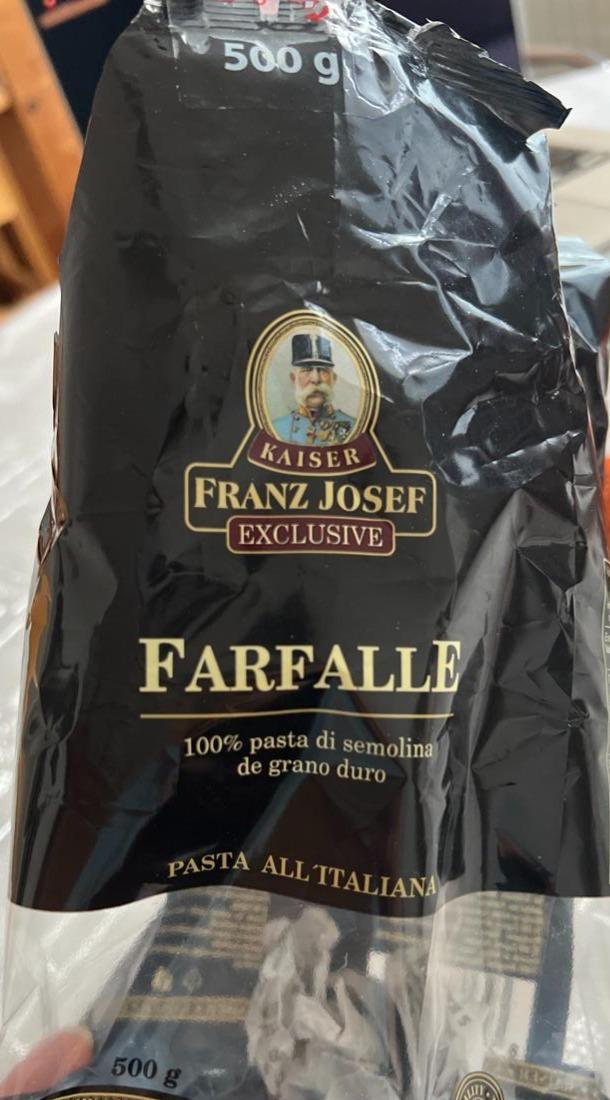 500 g
KAISER
FRANZ JOSEF
EXCLUSIVE
FARFALLE
100% pasta di semolina
de grano duro
PASTA ALL'ITALIANA
500 g